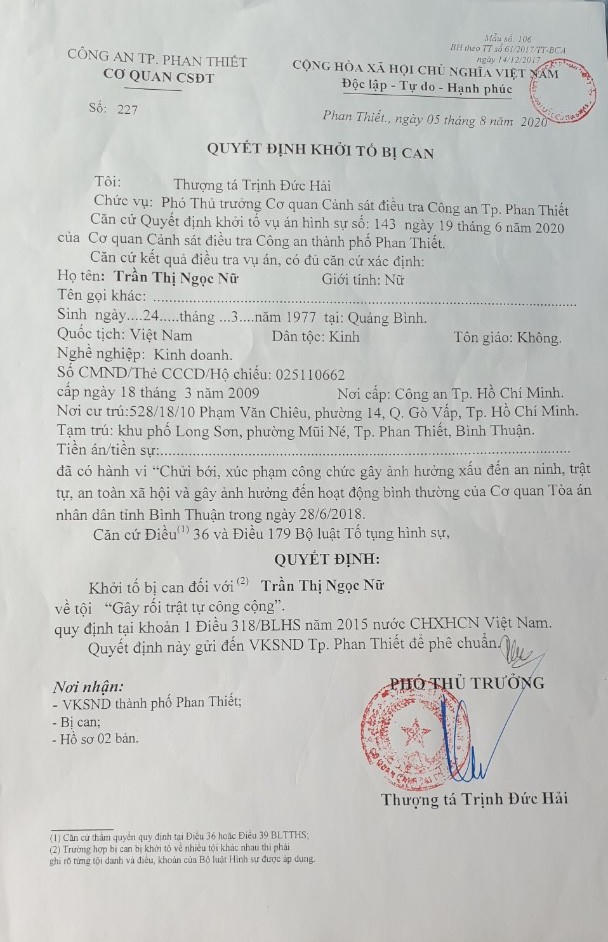 Mẫu số: 106
BH theo TT số 61/2017/TT-BCA
ngày 14/12/2017
CÔNG AN TP. PHAN THIẾT
CƠ QUAN CSĐT
CỘNG HÒA XÃ HỘI CHỦ NGHĨA VIỆT NAM
Độc lập - Tự do - Hạnh phúc
Số: 227
Phan Thiết., ngày 05 tháng 8 năm 2020
QUYẾT ĐỊNH KHỞI TỐ BỊ CAN
Tôi: Thượng tá Trịnh Đức Hải
Chức vụ: Phó Thủ trưởng Cơ quan Cảnh sát điều tra Công an Tp. Phan Thiết
Căn cứ Quyết định khởi tố vụ án hình sự số: 143 ngày 19 tháng 6 năm 2020
của Cơ quan Cảnh sát điều tra Công an thành phố Phan Thiết.
Căn cứ kết quả điều tra vụ án, có đủ căn cứ xác định:
Họ tên: Trần Thị Ngọc Nữ Giới tính: Nữ
Tên gọi khác: ........................................................
Sinh ngày....24.....tháng ...3....năm 1977 tại: Quảng Bình.
Quốc tịch: Việt Nam Dân tộc: Kinh Tôn giáo: Không.
Nghề nghiệp: Kinh doanh.
Số CMND/Thẻ CCCD/Hộ chiếu: 025110662
cấp ngày 18 tháng 3 năm 2009 Nơi cấp: Công an Tp. Hồ Chí Minh.
Nơi cư trú:528/18/10 Phạm Văn Chiêu, phường 14, Q. Gò Vấp, Tp. Hồ Chí Minh.
Tạm trú: khu phố Long Sơn, phường Mũi Né, Tp. Phan Thiết, Bình Thuận.
Tiền án/tiền sự:........................................................
đã có hành vi “Chửi bới, xúc phạm công chức gây ảnh hưởng xấu đến an ninh, trật
tự, an toàn xã hội và gây ảnh hưởng đến hoạt động bình thường của Cơ quan Tòa án
nhân dân tỉnh Bình Thuận trong ngày 28/6/2018.
Căn cứ Điều(1) 36 và Điều 179 Bộ luật Tố tụng hình sự,
QUYẾT ĐỊNH:
Khởi tố bị can đối với(2) Trần Thị Ngọc Nữ
về tội “Gây rối trật tự công cộng”.
quy định tại khoản 1 Điều 318/BLHS năm 2015 nước CHXHCN Việt Nam.
Quyết định này gửi đến VKSND Tp. Phan Thiết để phê chuẩn.
Nơi nhận:
- VKSND thành phố Phan Thiết;
- Bị can;
- Hồ sơ 02 bản.
PHÓ THỦ TRƯỞNG
Thượng tá Trịnh Đức Hải
(1) Căn cứ thẩm quyền quy định tại Điều 36 hoặc Điều 39 BLTTHS;
(2) Trường hợp bị can bị khởi tố về nhiều tội khác nhau thì phải
ghi rõ từng tội danh và điều, khoản của Bộ luật Hình sự được áp dụng.